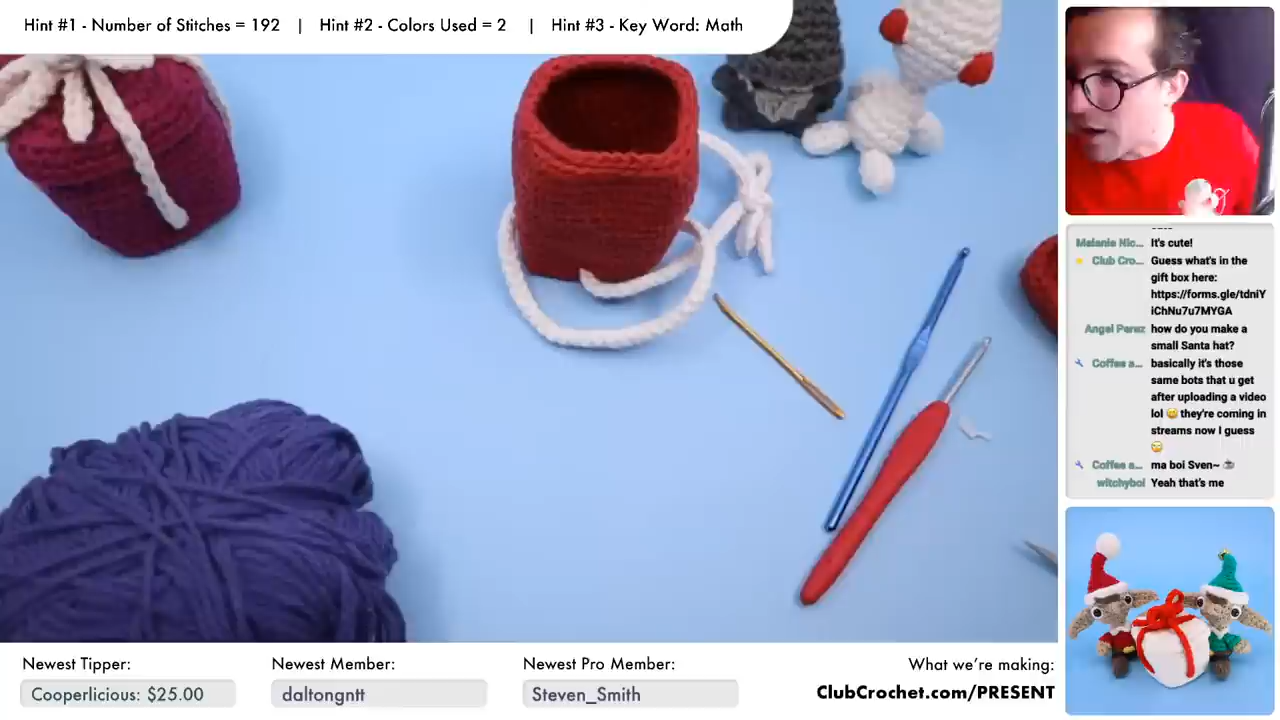 Hint #1 - Number of Stitches = 192 | Hint #2 - Colors Used = 2 | Hint #3 - Key Word: Math
Melanie Nic... It's cute!
Club Cro... Guess what's in the
gift box here:
https://forms.gle/tdniY
iChNu7u7MYGA
Angel Perez how do you make a
small Santa hat?
Coffee a... basically it's those
same bots that u get
after uploading a video
lol 😄 they're coming in
streams now I guess
😅
Coffee a... ma boi Sven~ ☕
witchyboi Yeah that's me
Newest Tipper:
Cooperlicious: $25.00
Newest Member:
daltongntt
Newest Pro Member:
Steven_Smith
What we're making:
ClubCrochet.com/PRESENT